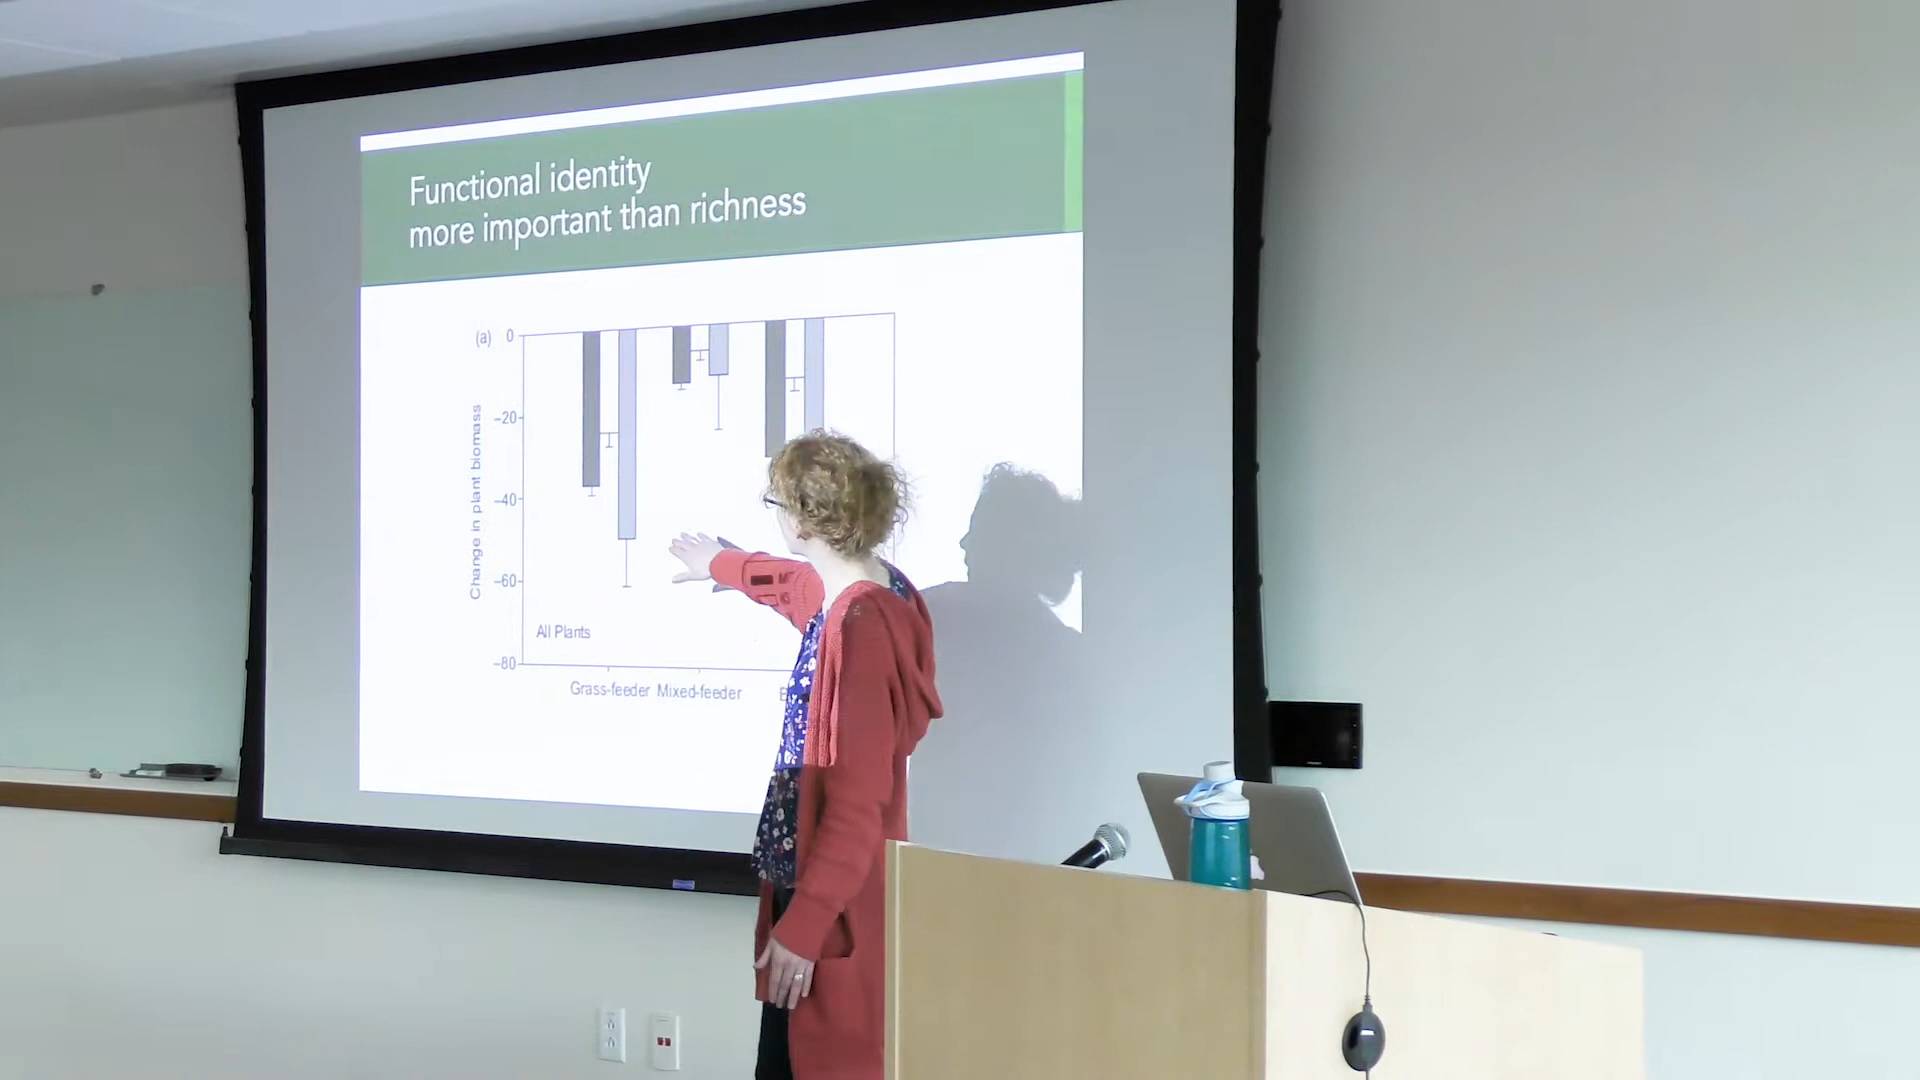 Functional identity
more important than richness
(a)
0
–20
–40
–60
–80
Change in plant biomass
All Plants
Grass-feeder Mixed-feeder